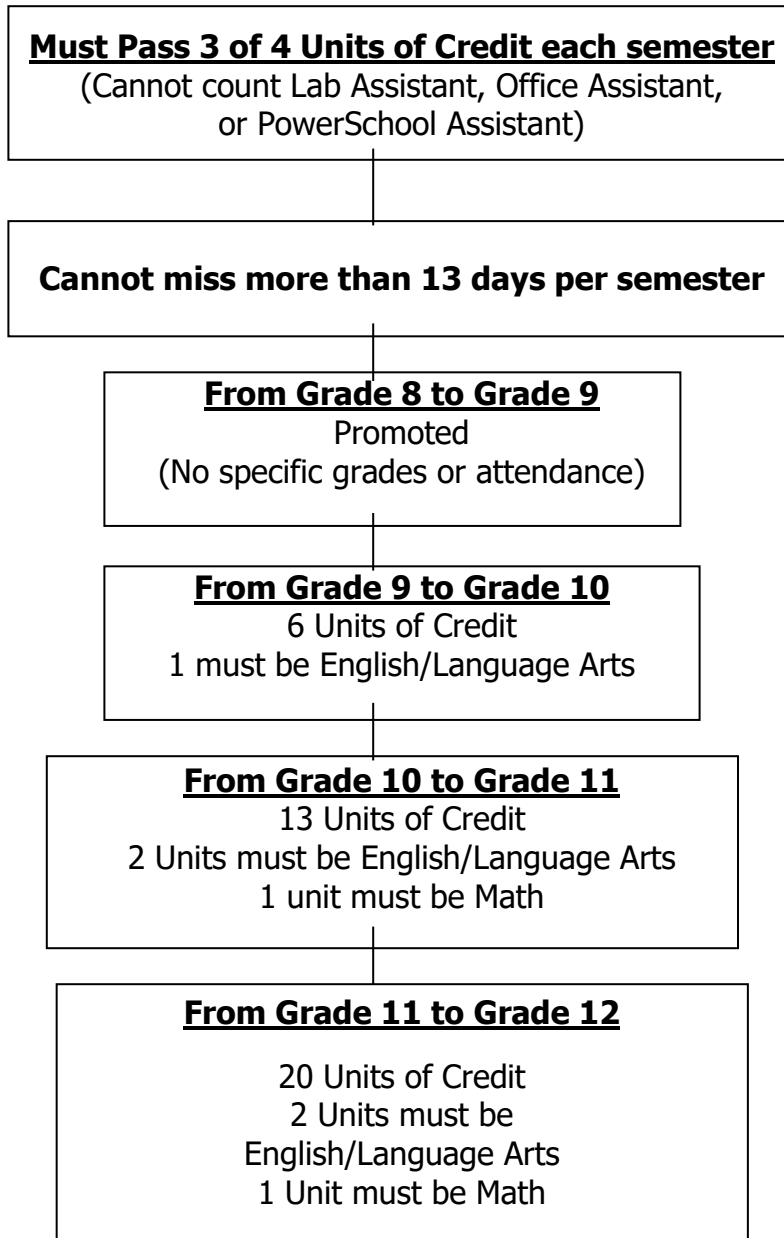 Must Pass 3 of 4 Units of Credit each semester
(Cannot count Lab Assistant, Office Assistant,
or PowerSchool Assistant)
Cannot miss more than 13 days per semester
From Grade 8 to Grade 9
Promoted
(No specific grades or attendance)
From Grade 9 to Grade 10
6 Units of Credit
1 must be English/Language Arts
From Grade 10 to Grade 11
13 Units of Credit
2 Units must be English/Language Arts
1 unit must be Math
From Grade 11 to Grade 12
20 Units of Credit
2 Units must be
English/Language Arts
1 Unit must be Math